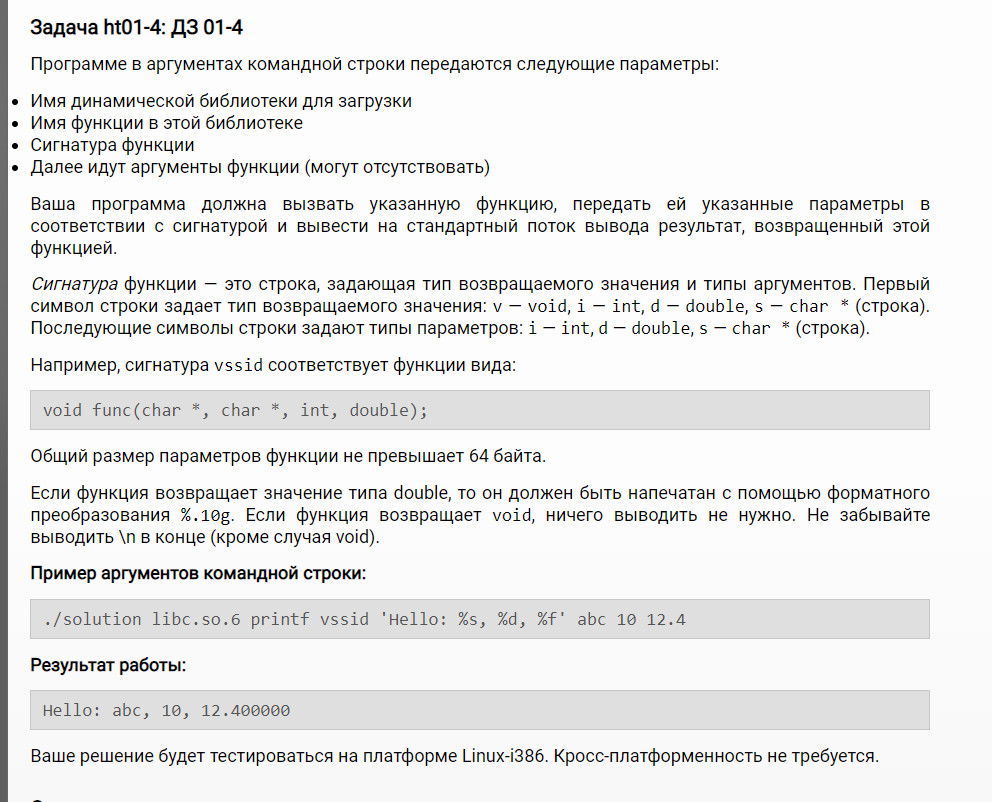 Задача ht01-4: ДЗ 01-4
Программе в аргументах командной строки передаются следующие параметры:
Имя динамической библиотеки для загрузки
Имя функции в этой библиотеке
Сигнатура функции
Далее идут аргументы функции (могут отсутствовать)
Ваша программа должна вызвать указанную функцию, передать ей указанные параметры в
соответствии с сигнатурой и вывести на стандартный поток вывода результат, возвращенный этой
функцией.
Сигнатура функции — это строка, задающая тип возвращаемого значения и типы аргументов. Первый
символ строки задает тип возвращаемого значения: v — void, i — int, d — double, s — char * (строка).
Последующие символы строки задают типы параметров: i — int, d — double, s — char * (строка).
Например, сигнатура vssid соответствует функции вида:
void func(char *, char *, int, double);
Общий размер параметров функции не превышает 64 байта.
Если функция возвращает значение типа double, то он должен быть напечатан с помощью форматного
преобразования %.10g. Если функция возвращает void, ничего выводить не нужно. Не забывайте
выводить \n в конце (кроме случая void).
Пример аргументов командной строки:
./solution libc.so.6 printf vssid 'Hello: %s, %d, %f' abc 10 12.4
Результат работы:
Hello: abc, 10, 12.400000
Ваше решение будет тестироваться на платформе Linux-i386. Кросс-платформенность не требуется.